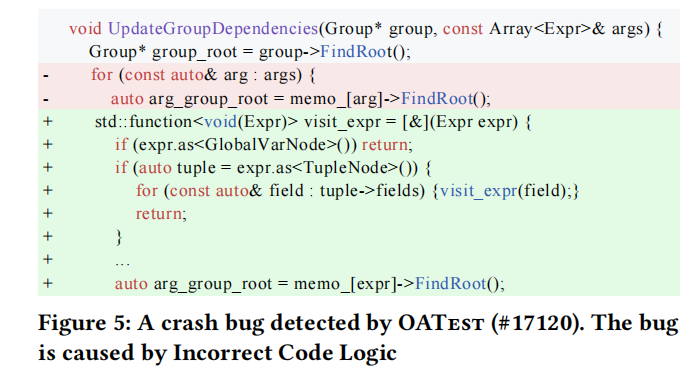 void UpdateGroupDependencies(Group* group, const Array<Expr>& args) {
Group* group_root = group->FindRoot();
- for (const auto& arg : args) {
- auto arg_group_root = memo_[arg]->FindRoot();
+ std::function<void(Expr)> visit_expr = [&](Expr expr) {
+ if (expr.as<GlobalVarNode>()) return;
+ if (auto tuple = expr.as<TupleNode>()) {
+ for (const auto& field : tuple->fields) {visit_expr(field);}
+ return;
+ }
+ ...
+ auto arg_group_root = memo_[expr]->FindRoot();
Figure 5: A crash bug detected by OATest (#17120). The bug
is caused by Incorrect Code Logic